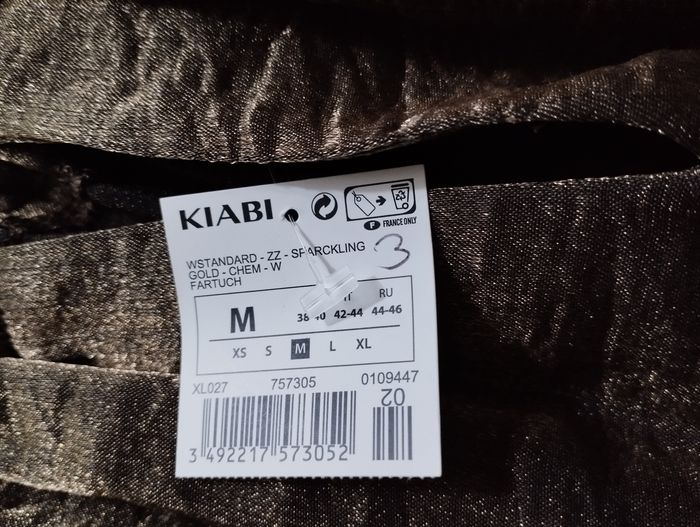 KIABI
F FRANCE ONLY
WSTANDARD - ZZ - SPARCKLING
GOLD - CHEM - W
FARTUCH
3
IT RU
M 38-40 42-44 44-46
XS S M L XL
XL027 757305 0109447
02
3 492217 573052